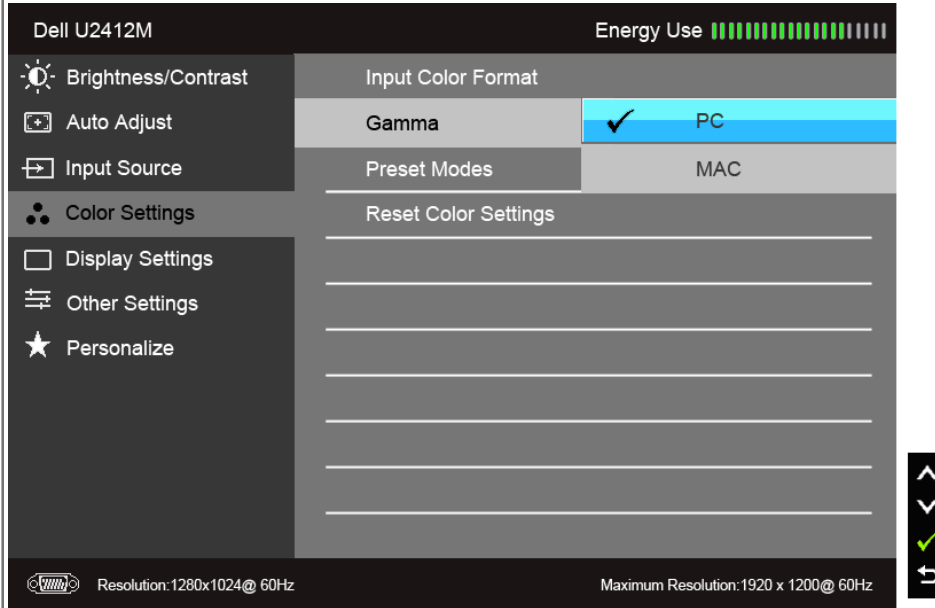 Dell U2412M
Energy Use
Brightness/Contrast
Auto Adjust
Input Source
Color Settings
Display Settings
Other Settings
Personalize
Input Color Format
Gamma
PC
MAC
Preset Modes
Reset Color Settings
Resolution:1280x1024@ 60Hz
Maximum Resolution:1920 x 1200@ 60Hz